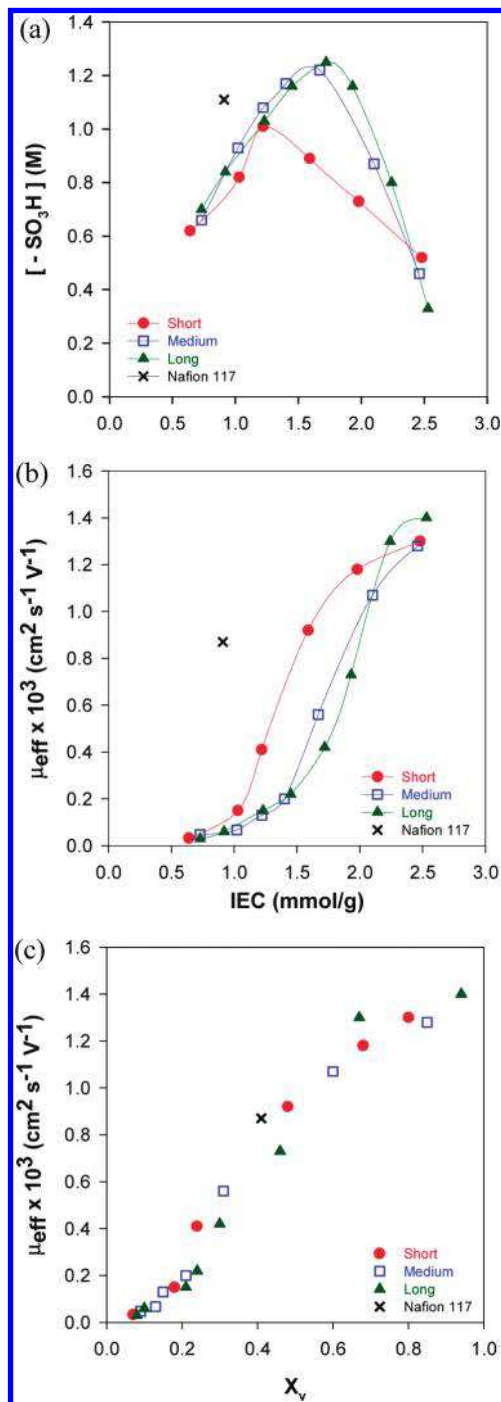 (a)
[ - SO3H ] (M)
1.4
1.2
1.0
0.8
0.6
0.4
0.2
0.0
Short
Medium
Long
Nafion 117
0.0 0.5 1.0 1.5 2.0 2.5 3.0
(b)
μeff x 10³ (cm² s⁻¹ V⁻¹)
1.6
1.4
1.2
1.0
0.8
0.6
0.4
0.2
0.0
Short
Medium
Long
Nafion 117
0.0 0.5 1.0 1.5 2.0 2.5 3.0
IEC (mmol/g)
(c)
μeff x 10³ (cm² s⁻¹ V⁻¹)
1.6
1.4
1.2
1.0
0.8
0.6
0.4
0.2
0.0
Short
Medium
Long
Nafion 117
0.0 0.2 0.4 0.6 0.8 1.0
Xv